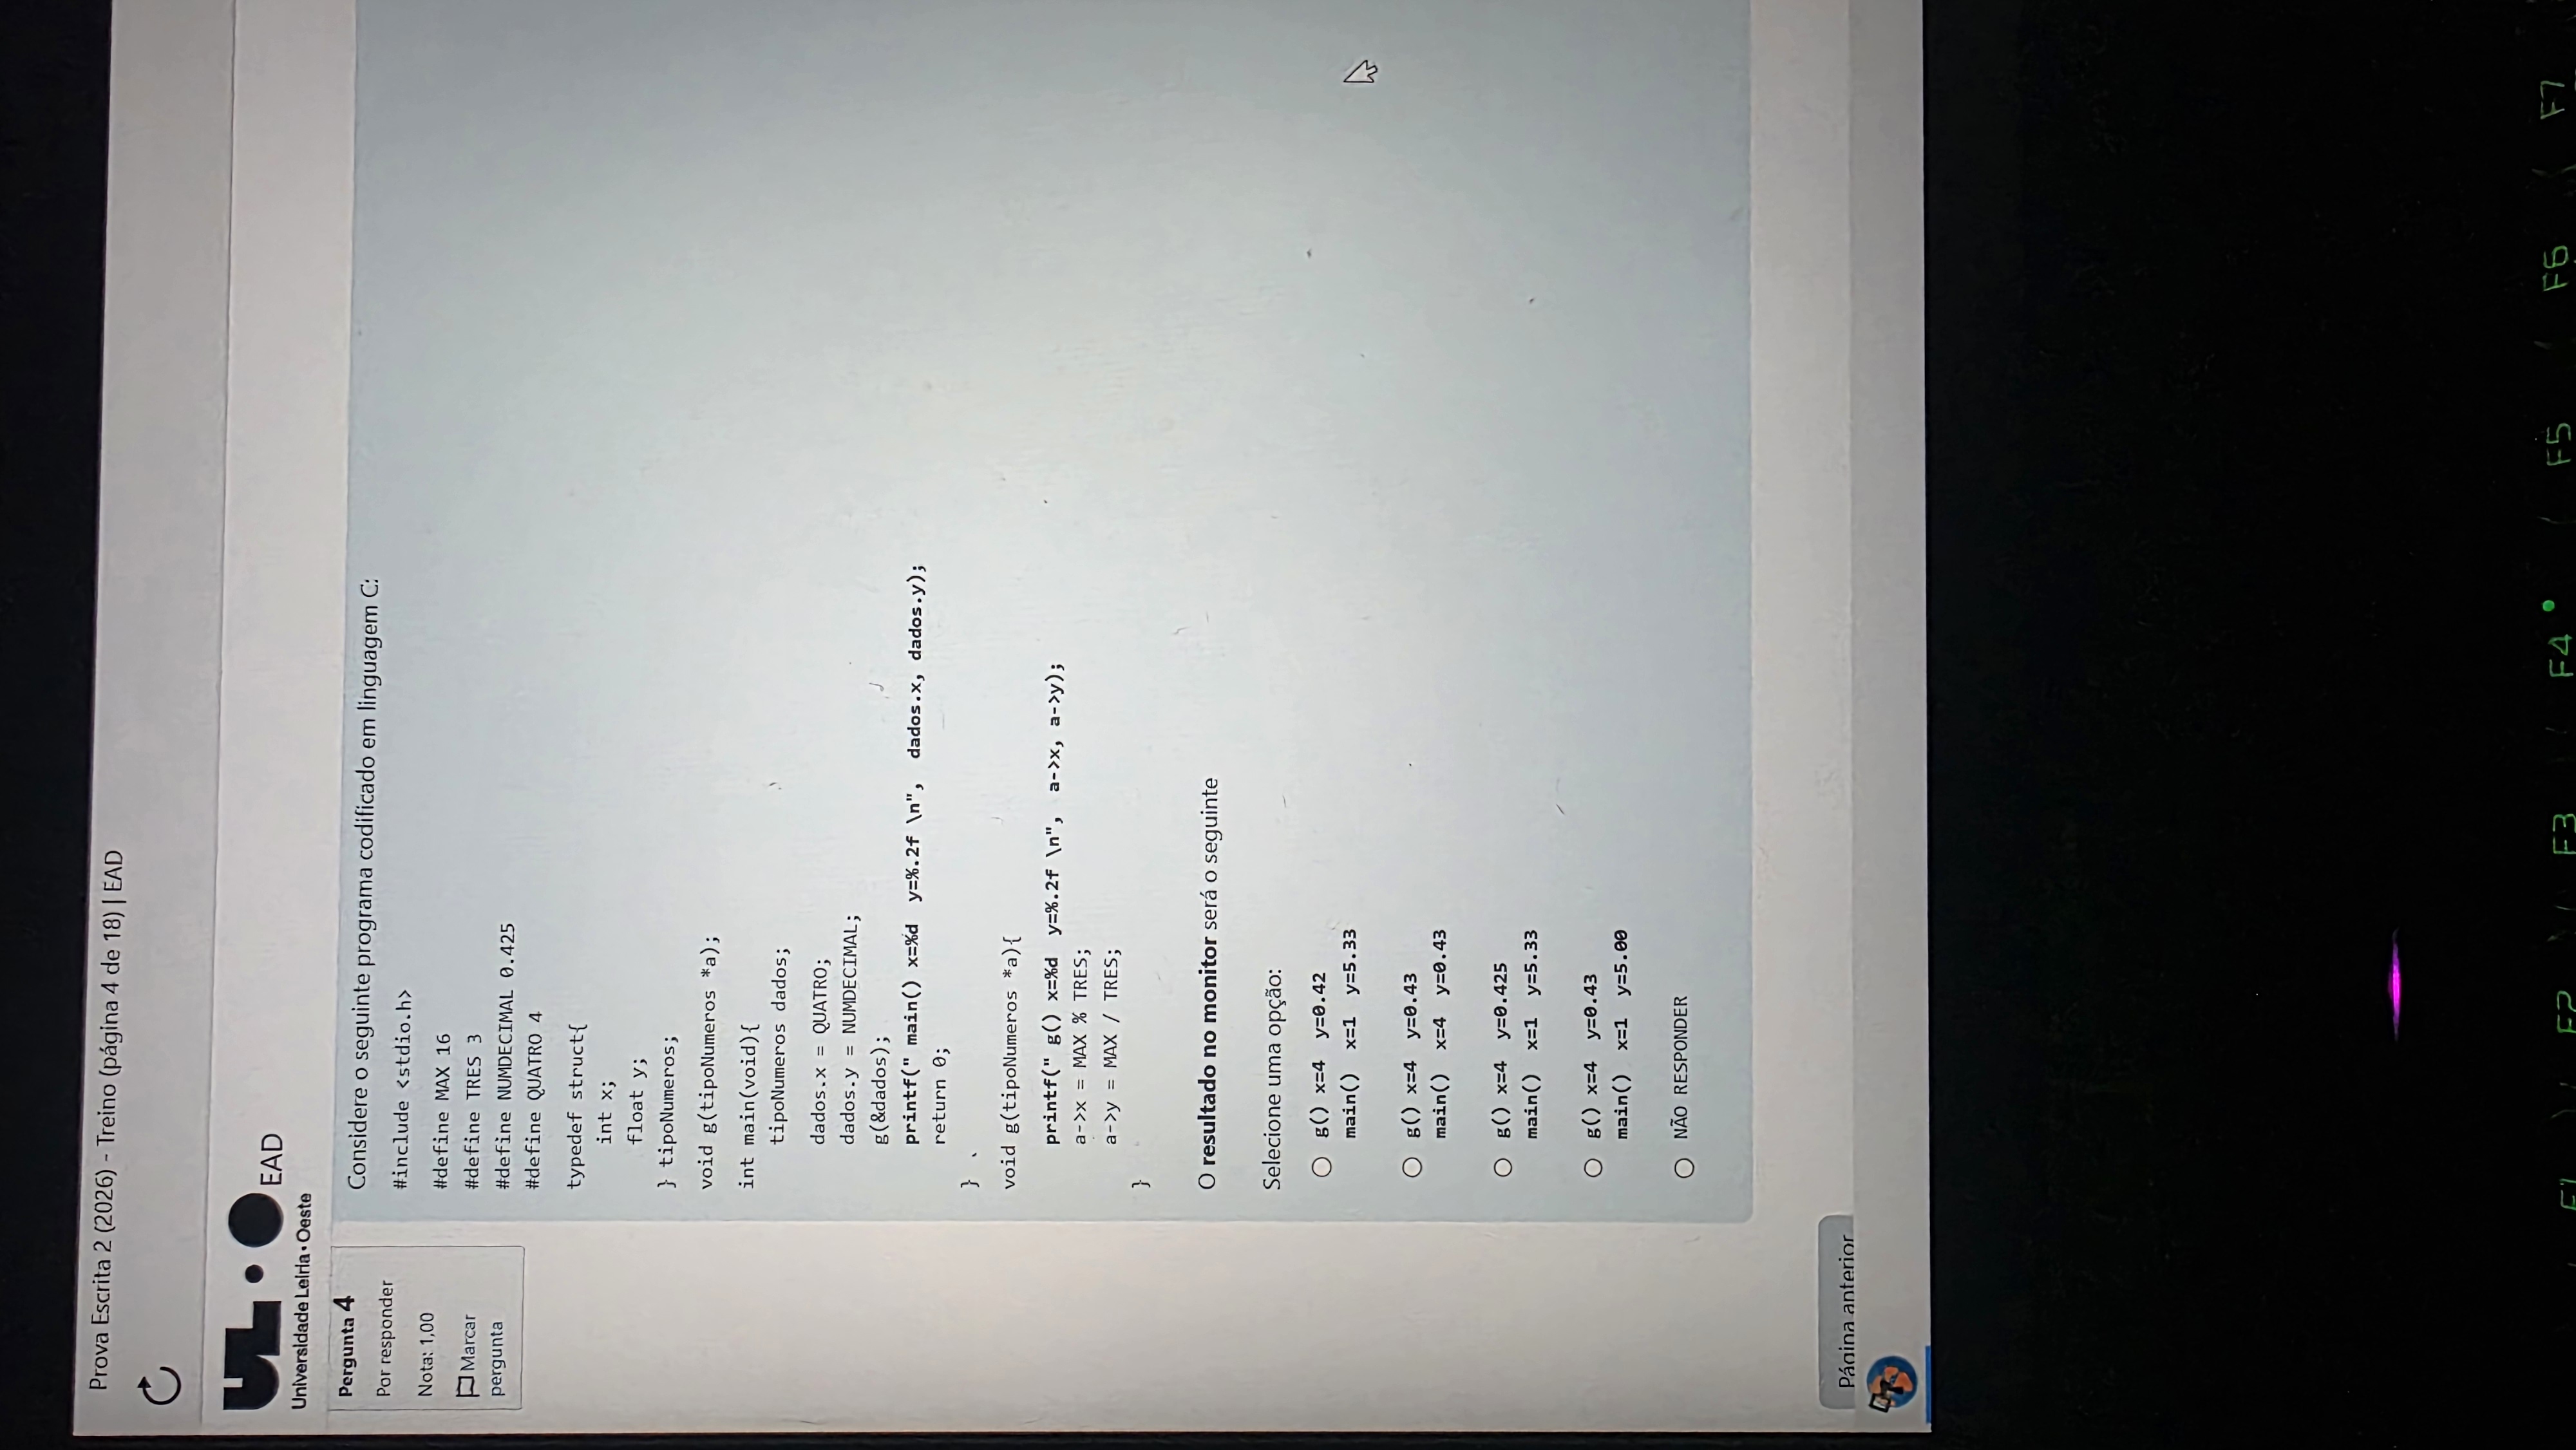 Prova Escrita 2 (2026) - Treino (página 4 de 18) | EAD
UL • O EAD
Universidade Leiria • Oeste
Pergunta 4
Por responder
Nota: 1,00
Marcar
pergunta
Considere o seguinte programa codificado em linguagem C:
#include <stdio.h>
#define MAX 16
#define TRES 3
#define NUMDECIMAL 0.425
#define QUATRO 4
typedef struct{
    int x;
    float y;
} tipoNumeros;
void g(tipoNumeros *a);
int main(void){
    tipoNumeros dados;
    dados.x = QUATRO;
    dados.y = NUMDECIMAL;
    g(&dados);
    printf(" main() x=%d  y=%.2f \n",  dados.x, dados.y);
    return 0;
}
void g(tipoNumeros *a){
    printf(" g() x=%d  y=%.2f \n",  a->x, a->y);
    a->x = MAX % TRES;
    a->y = MAX / TRES;
}
O resultado no monitor será o seguinte
Selecione uma opção:
g() x=4  y=0.42
main()  x=1  y=5.33
g() x=4  y=0.43
main()  x=4  y=0.43
g() x=4  y=0.425
main()  x=1  y=5.33
g() x=4  y=0.43
main()  x=1  y=5.00
NÃO RESPONDER
Página anterior
F1 F2 F3 F4 F5 F6 F7